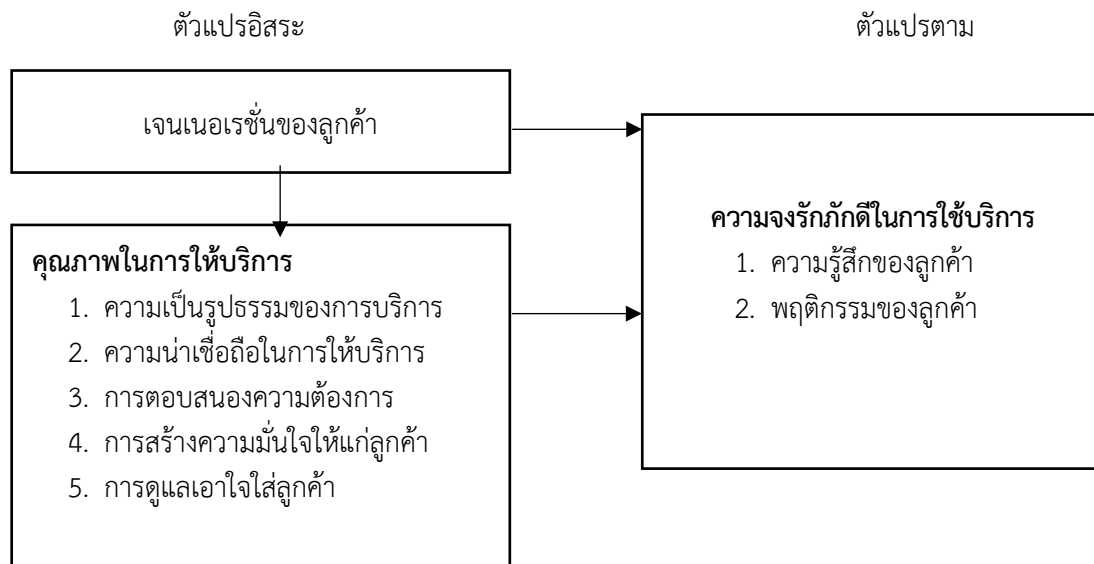 ตัวแปรอิสระ
ตัวแปรตาม
เจนเนอเรชั่นของลูกค้า
คุณภาพในการให้บริการ
1. ความเป็นรูปธรรมของการบริการ
2. ความน่าเชื่อถือในการให้บริการ
3. การตอบสนองความต้องการ
4. การสร้างความมั่นใจให้แก่ลูกค้า
5. การดูแลเอาใจใส่ลูกค้า
ความจงรักภักดีในการใช้บริการ
1. ความรู้สึกของลูกค้า
2. พฤติกรรมของลูกค้า